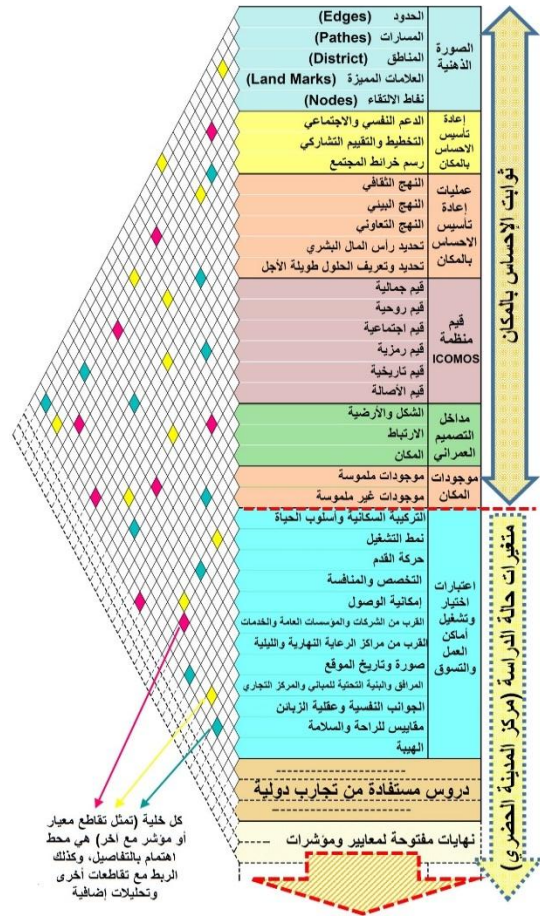 الصورة
الذهنية
الحدود (Edges)
المسارات (Pathes)
المناطق (District)
العلامات المميزة (Land Marks)
نقاط الالتقاء (Nodes)
إعادة
تأسيس
الاحساس
بالمكان
الدعم النفسي والاجتماعي
التخطيط والتقييم التشاركي
رسم خرائط المجتمع
عمليات
إعادة
تأسيس
الاحساس
بالمكان
النهج الثقافي
النهج البيئي
النهج التعاوني
تحديد رأس المال البشري
تحديد وتعريف الحلول طويلة الأجل
قيم
منظمة
ICOMOS
قيم جمالية
قيم روحية
قيم اجتماعية
قيم رمزية
قيم تاريخية
قيم الأصالة
مداخل
التصميم
العمراني
الشكل والأرضية
الارتباط
المكان
موجودات
المكان
موجودات ملموسة
موجودات غير ملموسة
اعتبارات
اختيار
وتشغيل
أماكن
العمل
والتسوق
التركيبة السكانية وأسلوب الحياة
نمط التشغيل
حركة القدم
التخصص والمنافسة
إمكانية الوصول
القرب من الشركات والمؤسسات العامة والخدمات
القرب من مراكز الرعاية النهارية والليلية
صورة وتاريخ الموقع
المرافق والبنية التحتية للمباني والمركز التجاري
الجوانب النفسية وعقلية الزبائن
مقاييس للراحة والسلامة
الهيبة
دروس مستفادة من تجارب دولية
نهايات مفتوحة لمعايير ومؤشرات
ثوابت الإحساس بالمكان
متغيرات حالة الدراسة (مركز المدينة الحضري)
كل خلية (تمثل تقاطع معيار
أو مؤشر مع آخر) هي محط
اهتمام بالتفاصيل، وكذلك
الربط مع تقاطعات أخرى
وتحليلات إضافية